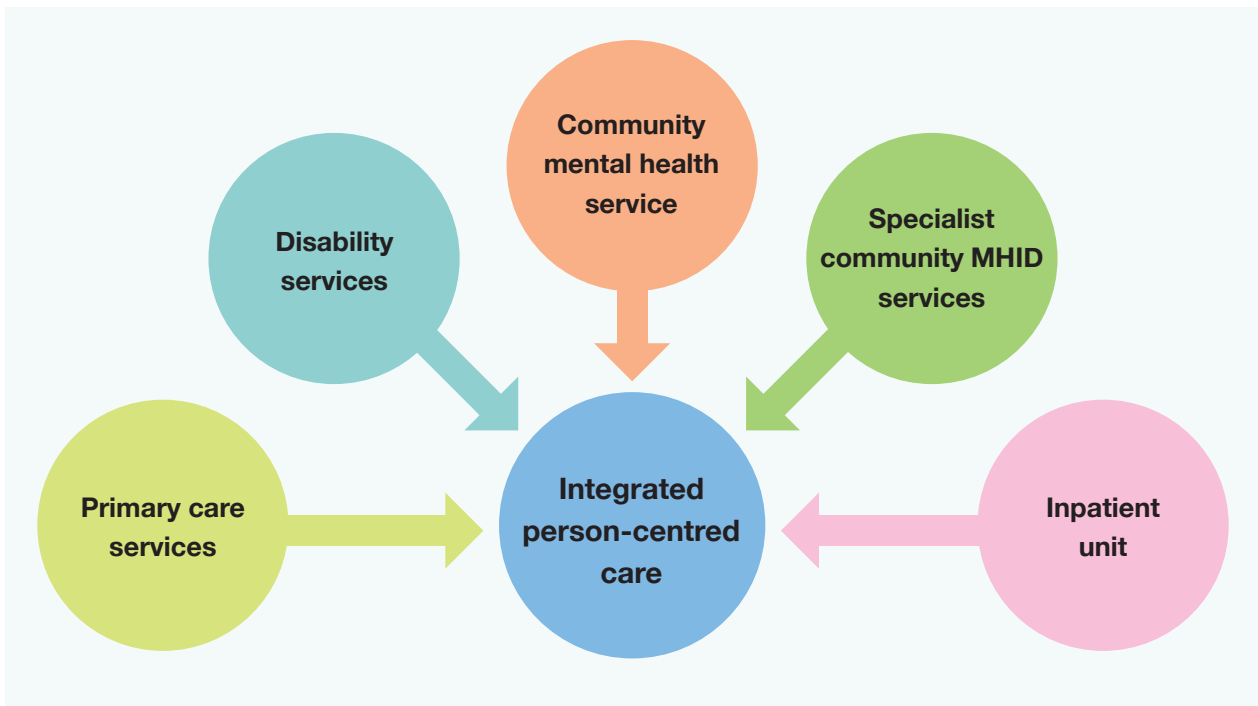 Community
mental health
service
Disability
services
Specialist
community MHID
services
Primary care
services
Integrated
person-centred
care
Inpatient
unit